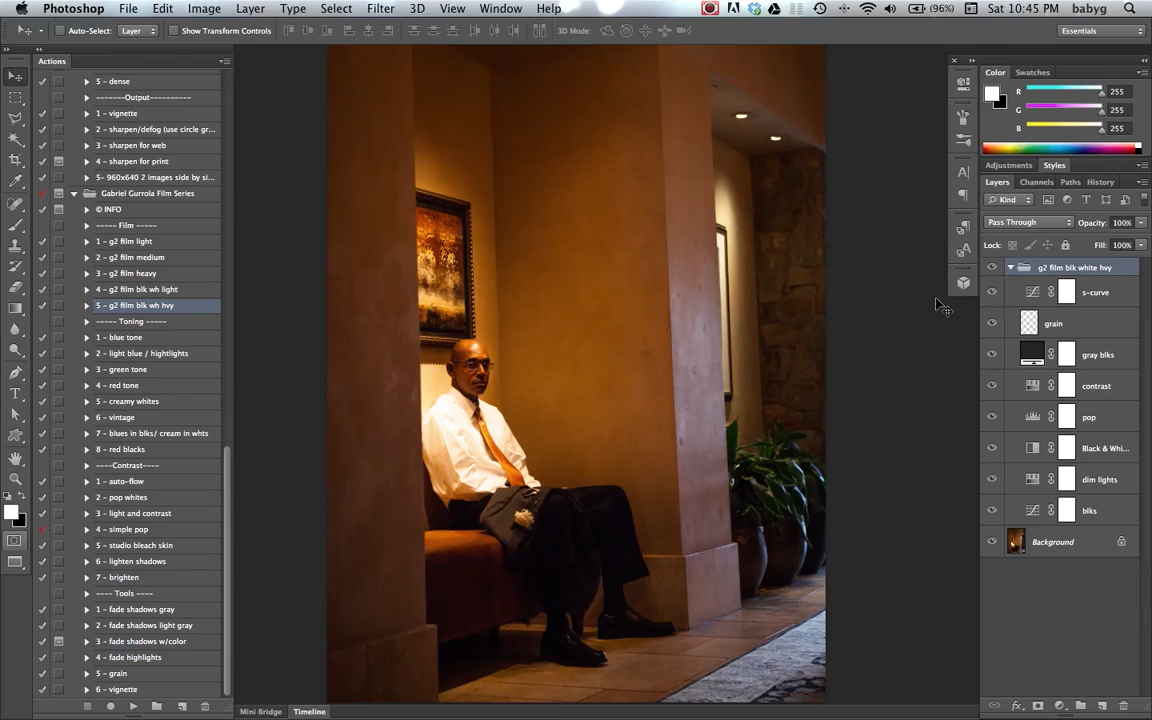 Photoshop File Edit Image Layer Type Select Filter 3D View Window Help (96%) Sat 10:45 PM babyg
Auto-Select: Layer Show Transform Controls 3D Mode: Essentials
Actions
5 - dense
-------Output----------
1 - vignette
2 - sharpen/defog (use circle gr...
3 - sharpen for web
4 - sharpen for print
5- 960x640 2 images side by si...
Gabriel Gurrola Film Series
© INFO
----- Film -----
1 - g2 film light
2 - g2 film medium
3 - g2 film heavy
4 - g2 film blk wh light
5 - g2 film blk wh hvy
----- Toning -----
1 - blue tone
2 - light blue / hightlights
3 - green tone
4 - red tone
5 - creamy whites
6 - vintage
7 - blues in blks/ cream in whts
8 - red blacks
----Contrast----
1 - auto-flow
2 - pop whites
3 - light and contrast
4 - simple pop
5 - studio bleach skin
6 - lighten shadows
7 - brighten
---- Tools ----
1 - fade shadows gray
2 - fade shadows light gray
3 - fade shadows w/color
4 - fade highlights
5 - grain
6 - vignette
Mini Bridge Timeline
Color Swatches
R 255
G 255
B 255
Adjustments Styles
Layers Channels Paths History
Kind
Pass Through Opacity: 100%
Lock: Fill: 100%
g2 film blk white hvy
s-curve
grain
gray blks
contrast
pop
Black & Whi...
dim lights
blks
Background